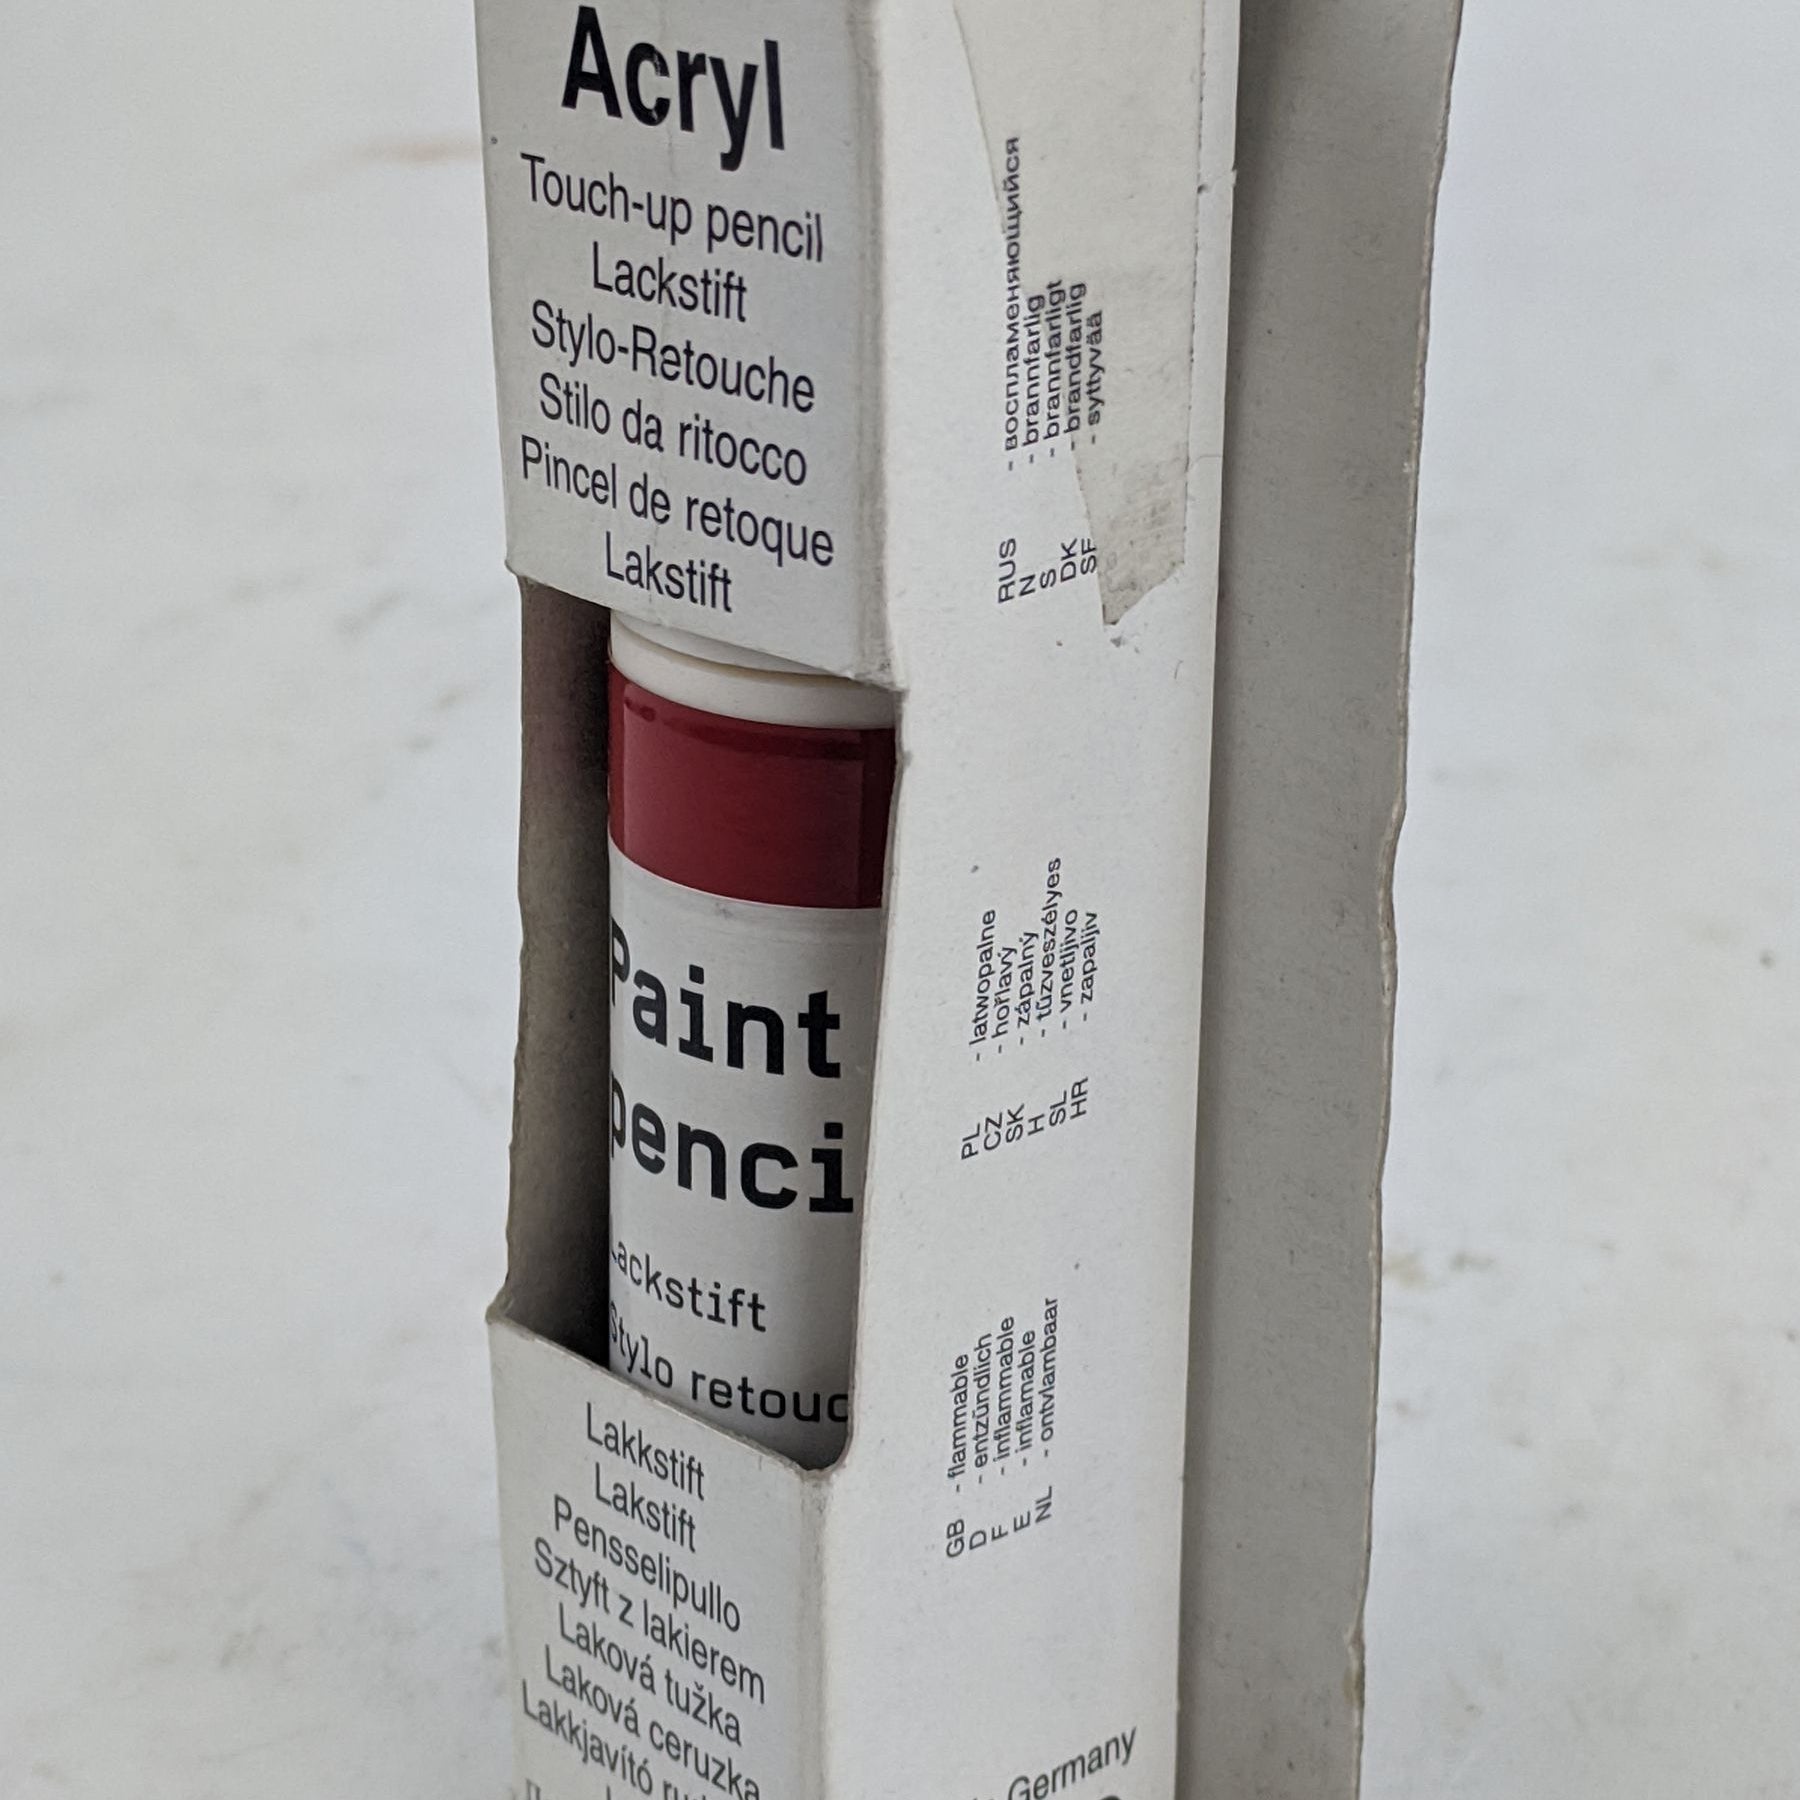 Acryl
Touch-up pencil
Lackstift
Stylo-Retouche
Stilo da ritocco
Pincel de retoque
Lakstift
Paint
penci
Lackstift
Stylo retouc
Lakkstift
Lakstift
Pensselipullo
Sztyft z lakierem
Laková tužka
Laková ceruzka
Lakkjavító
RUS - воспламеняющийся
N - brannfarlig
S - brannfarligt
DK - brandfarlig
SF - syttyvää
PL - latwopalne
CZ - hořlavý
SK - zápalný
H - tűzveszélyes
SL - vnetljivo
HR - zapaljiv
GB - flammable
D - entzündlich
F - inflammable
E - inflamable
NL - ontvlambaar
Germany